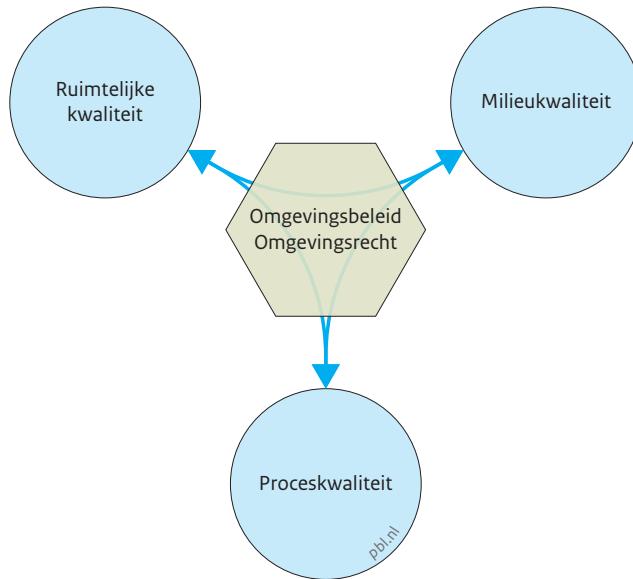 Ruimtelijke
kwaliteit
Milieukwaliteit
Omgevingsbeleid
Omgevingsrecht
Proceskwaliteit
pbl.nl